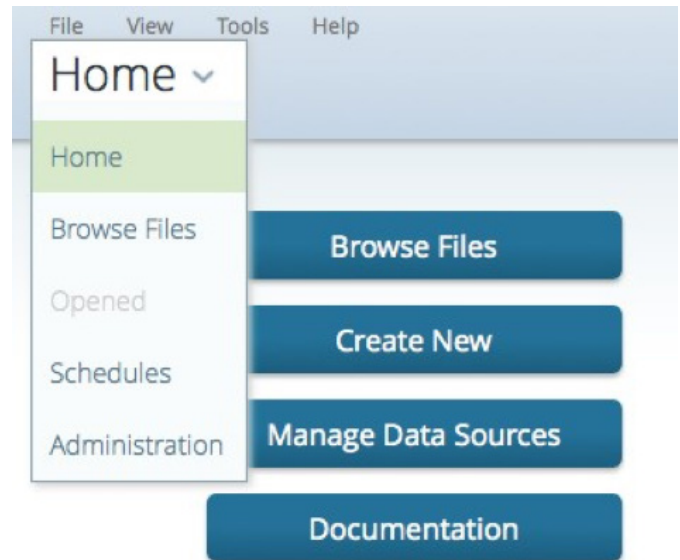 File View Tools Help
Home
Home
Browse Files
Opened
Schedules
Administration
Browse Files
Create New
Manage Data Sources
Documentation